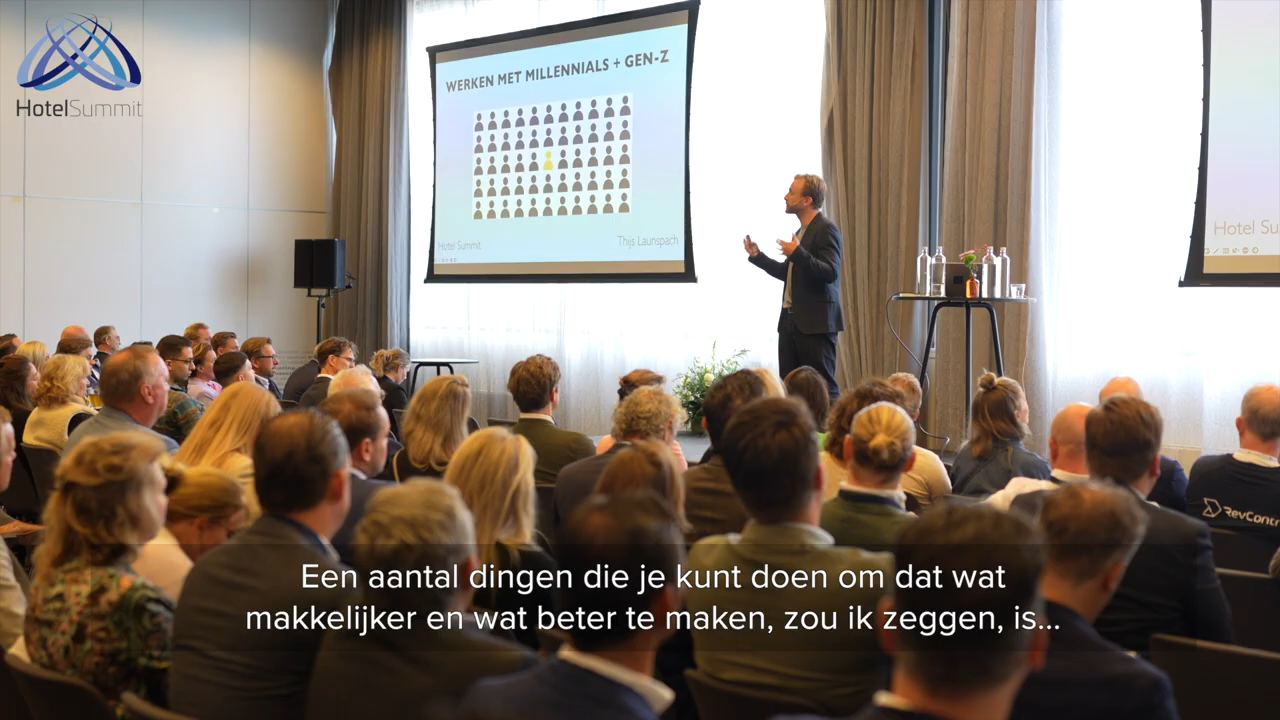 HotelSummit
WERKEN MET MILLENNIALS + GEN-Z
Hotel Summit
Thijs Launspach
Hotel Su
RevContr
Een aantal dingen die je kunt doen om dat wat
makkelijker en wat beter te maken, zou ik zeggen, is...